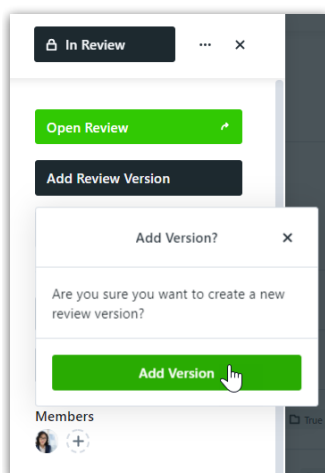 In Review
Open Review
Add Review Version
Add Version?
Are you sure you want to create a new
review version?
Add Version
Members
True